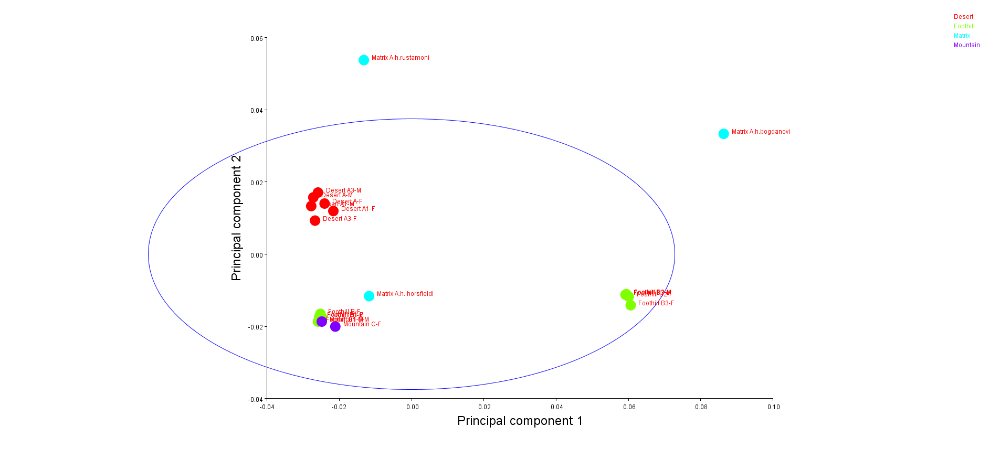 Desert
Foothill
Matrix
Mountain
0.06
Matrix A.h.rustamoni
0.04
Matrix A.h.bogdanovi
0.02
Desert A3-M
Desert A-M
Desert A-F
A1-M
Desert A1-F
Desert A3-F
Principal component 2
0.00
Matrix A.h. horsfieldi
Foothill B2-F
Foothill B3-F
Foothill B-F
Mountain C-F
-0.02
-0.04
-0.04
-0.02
0.00
0.02
0.04
0.06
0.08
0.10
Principal component 1